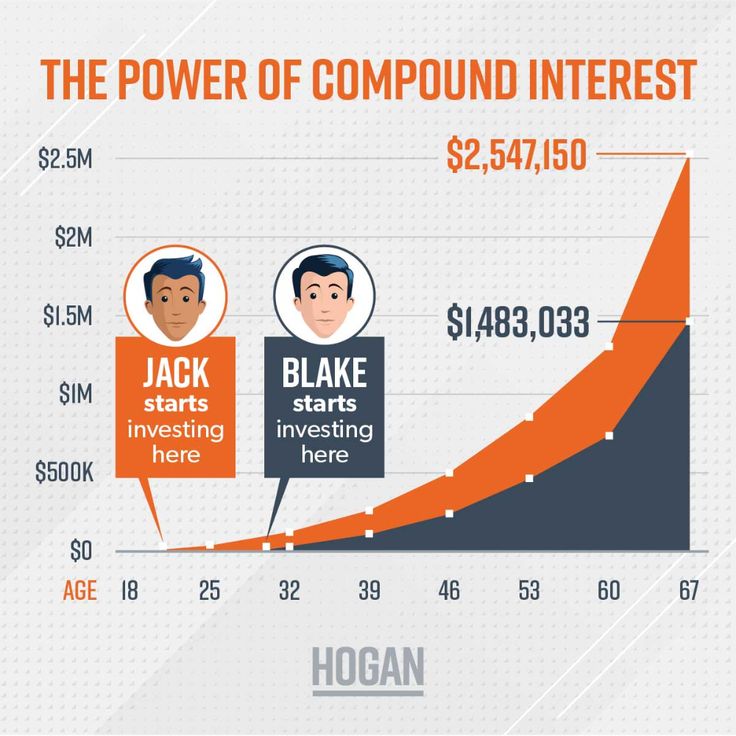 THE POWER OF COMPOUND INTEREST
$2.5M
$2,547,150
$2M
$1.5M
$1,483,033
JACK
starts
investing
here
BLAKE
starts
investing
here
$1M
$500K
$0
AGE 18 25 32 39 46 53 60 67
HOGAN